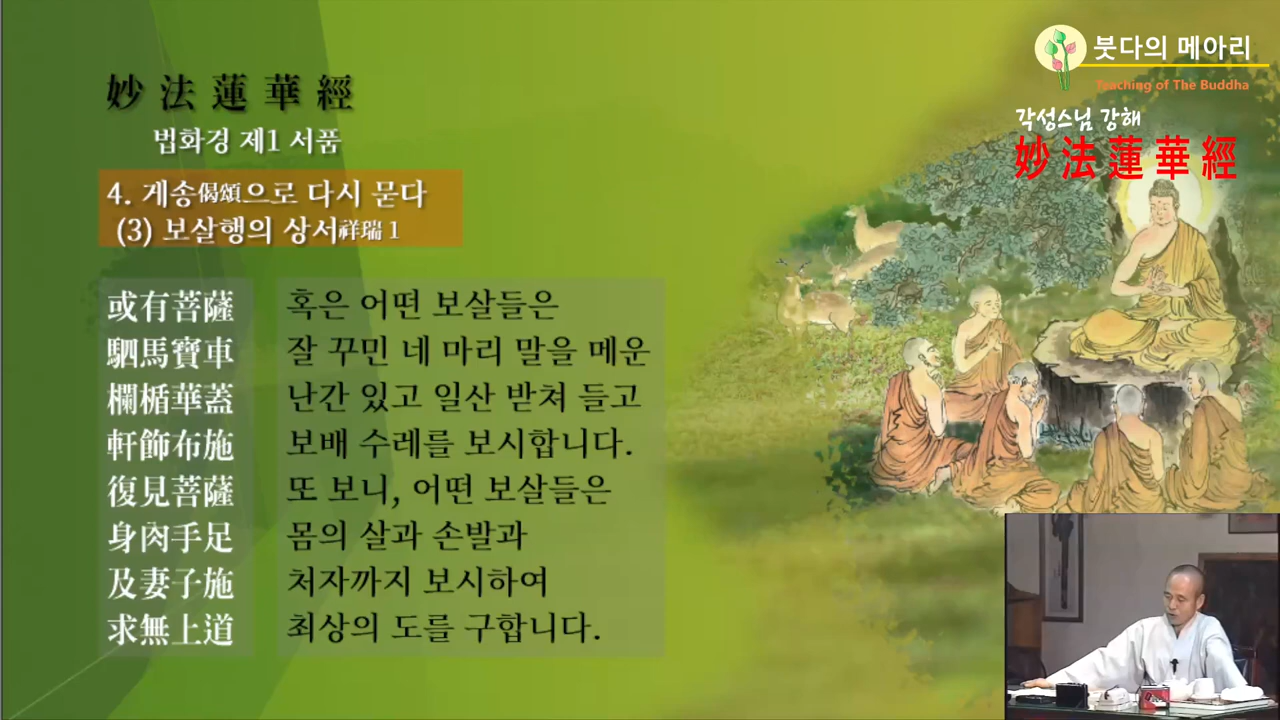 妙法蓮華經
법화경 제1 서품
4. 게송偈頌으로 다시 묻다
(3) 보살행의 상서祥瑞 1
或有菩薩
駟馬寶車
欄楯華蓋
軒飾布施
復見菩薩
身肉手足
及妻子施
求無上道
혹은 어떤 보살들은
잘 꾸민 네 마리 말을 메운
난간 있고 일산 받쳐 들고
보배 수레를 보시합니다.
또 보니, 어떤 보살들은
몸의 살과 손발과
처자까지 보시하여
최상의 도를 구합니다.
붓다의 메아리
Teaching of The Buddha
각성스님 강해
妙法蓮華經